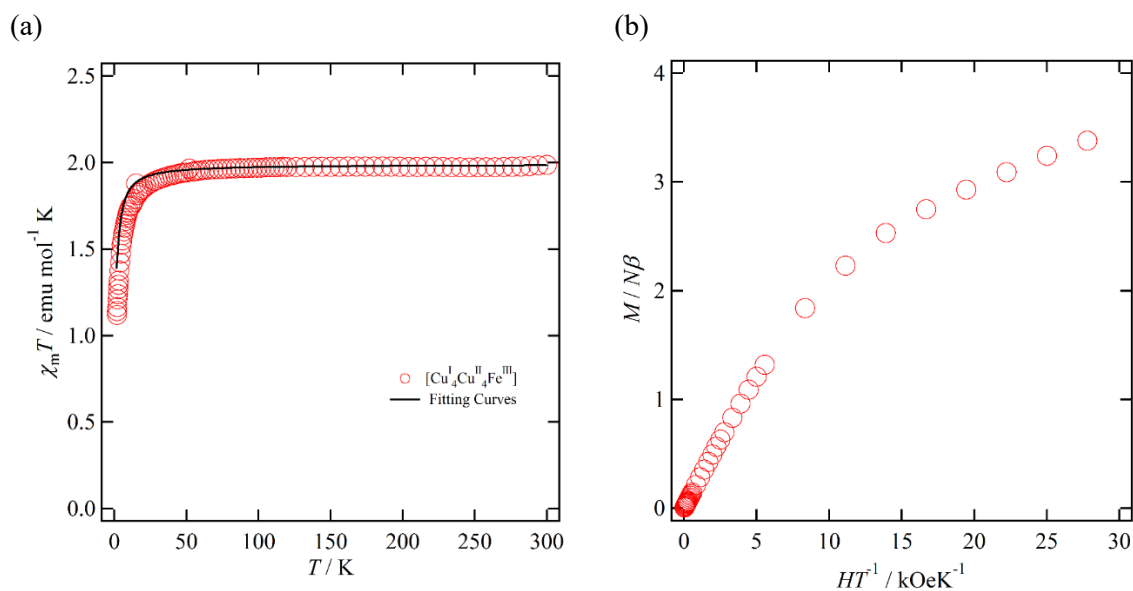 (a)
(b)
χₘT / emu mol⁻¹ K
2.5
2.0
1.5
1.0
0.5
0.0
[Cuᴵ₄Cuᴵᴵ₄Feᴵᴵᴵ]
Fitting Curves
0 50 100 150 200 250 300
T / K
M / Nβ
4
3
2
1
0
0 5 10 15 20 25 30
HT⁻¹ / kOeK⁻¹